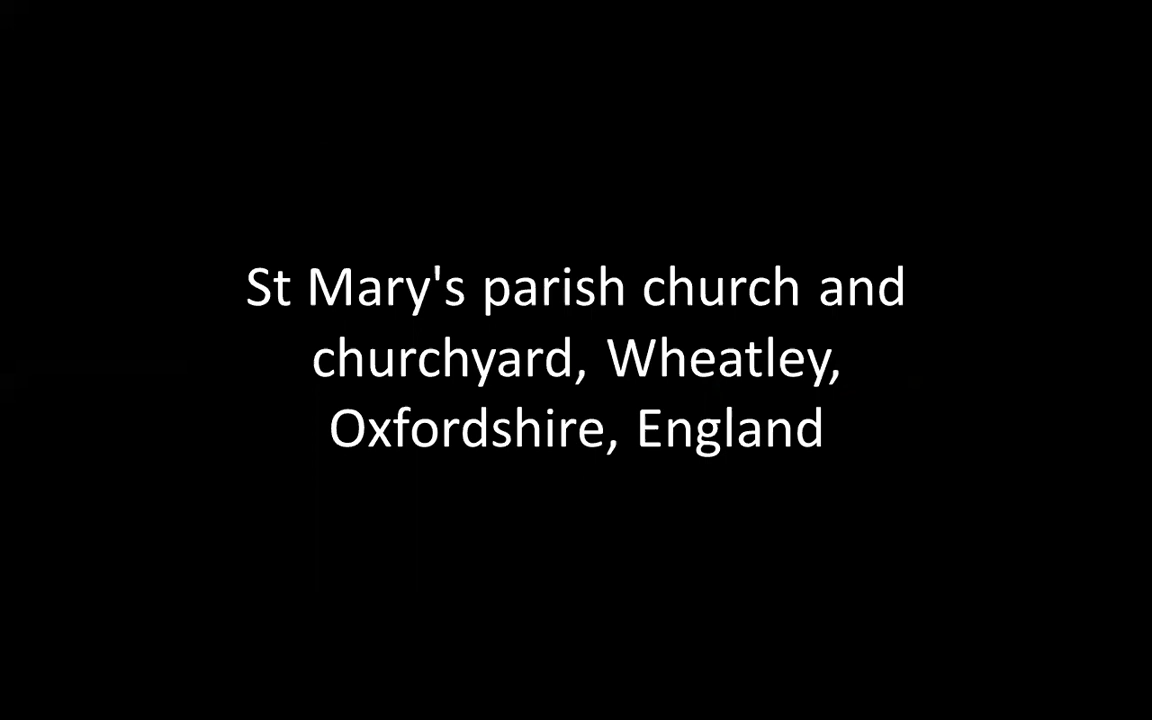 St Mary's parish church and
churchyard, Wheatley,
Oxfordshire, England